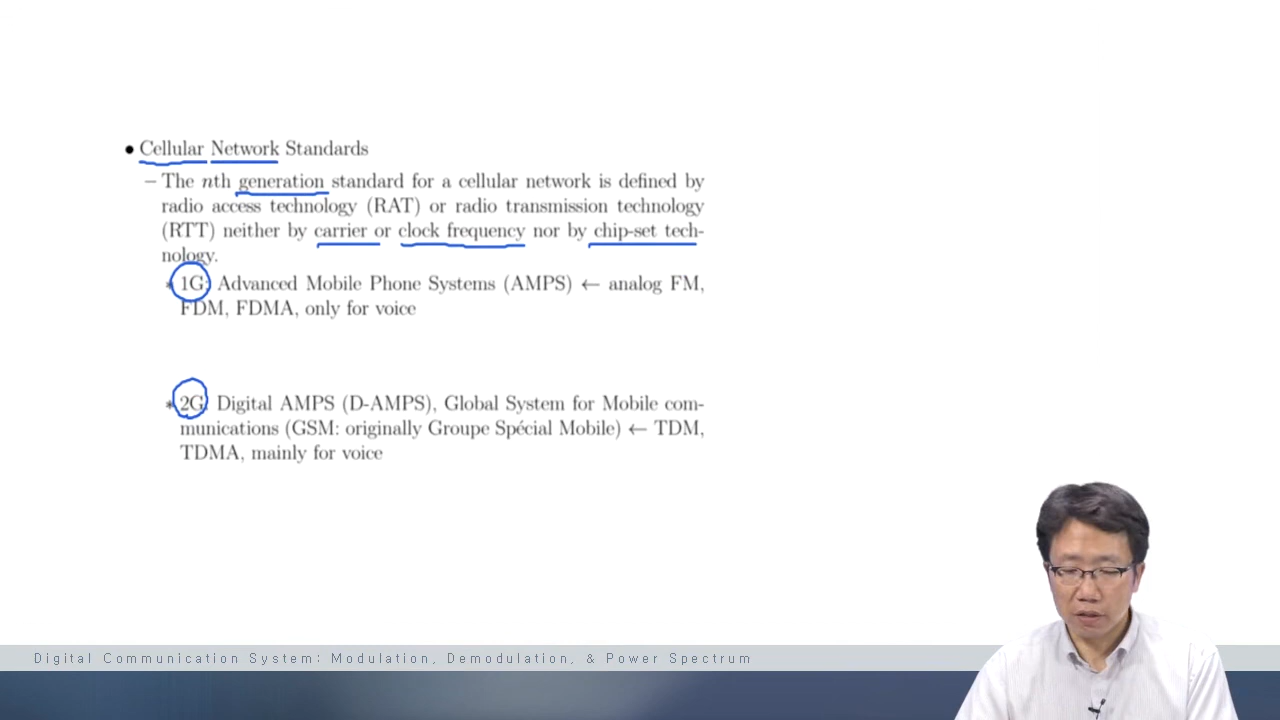 • Cellular Network Standards
– The nth generation standard for a cellular network is defined by
radio access technology (RAT) or radio transmission technology
(RTT) neither by carrier or clock frequency nor by chip-set tech-
nology.
* 1G: Advanced Mobile Phone Systems (AMPS) ← analog FM,
FDM, FDMA, only for voice
* 2G: Digital AMPS (D-AMPS), Global System for Mobile com-
munications (GSM: originally Groupe Spécial Mobile) ← TDM,
TDMA, mainly for voice
Digital Communication System: Modulation, Demodulation, & Power Spectrum